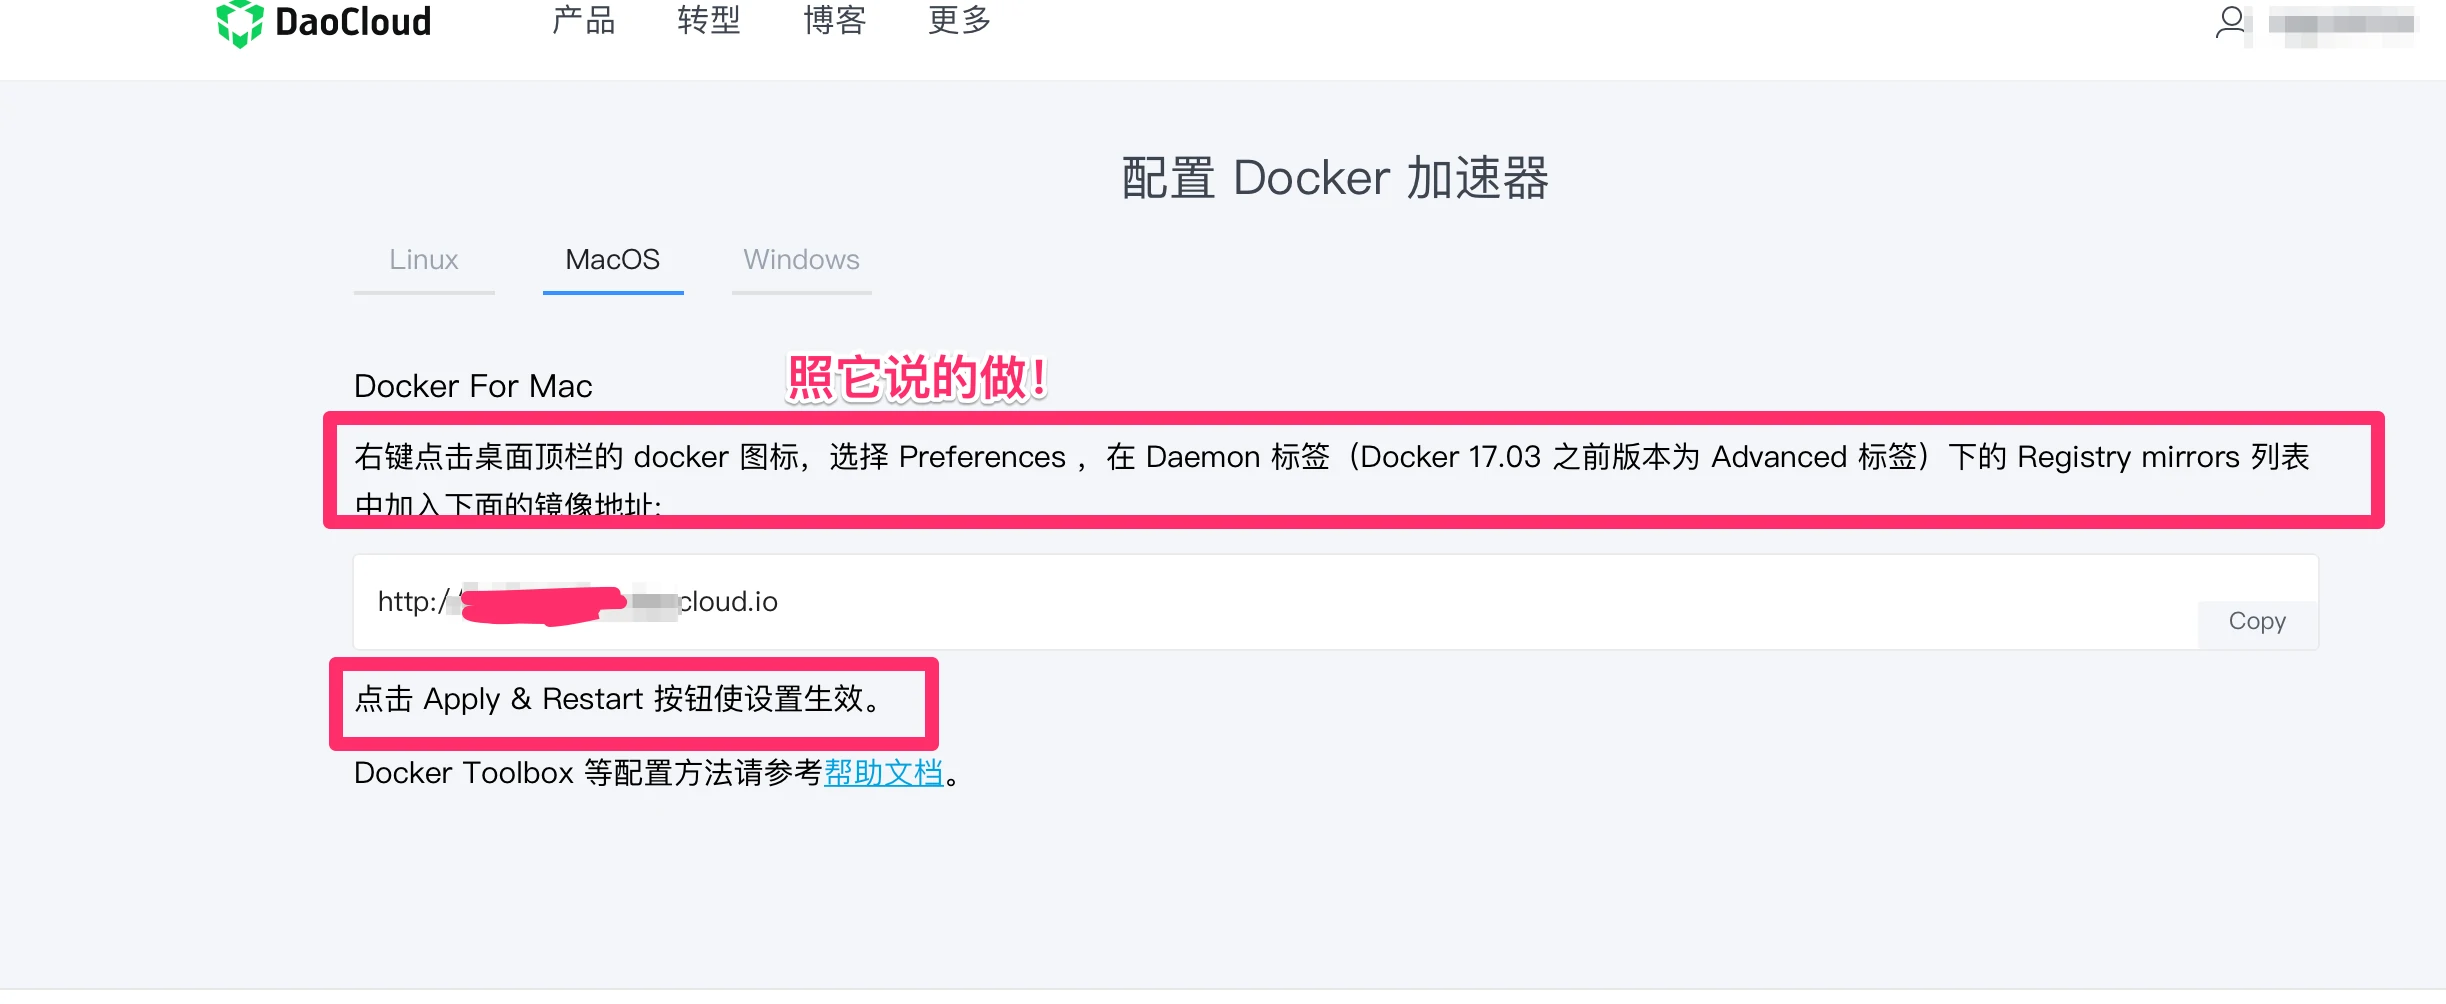 DaoCloud 产品 转型 博客 更多
配置 Docker 加速器
Linux MacOS Windows
照它说的做!
Docker For Mac
右键点击桌面顶栏的 docker 图标，选择 Preferences ，在 Daemon 标签（Docker 17.03 之前版本为 Advanced 标签）下的 Registry mirrors 列表
中加入下面的镜像地址:
http:/ cloud.io
Copy
点击 Apply & Restart 按钮使设置生效。
Docker Toolbox 等配置方法请参考帮助文档。